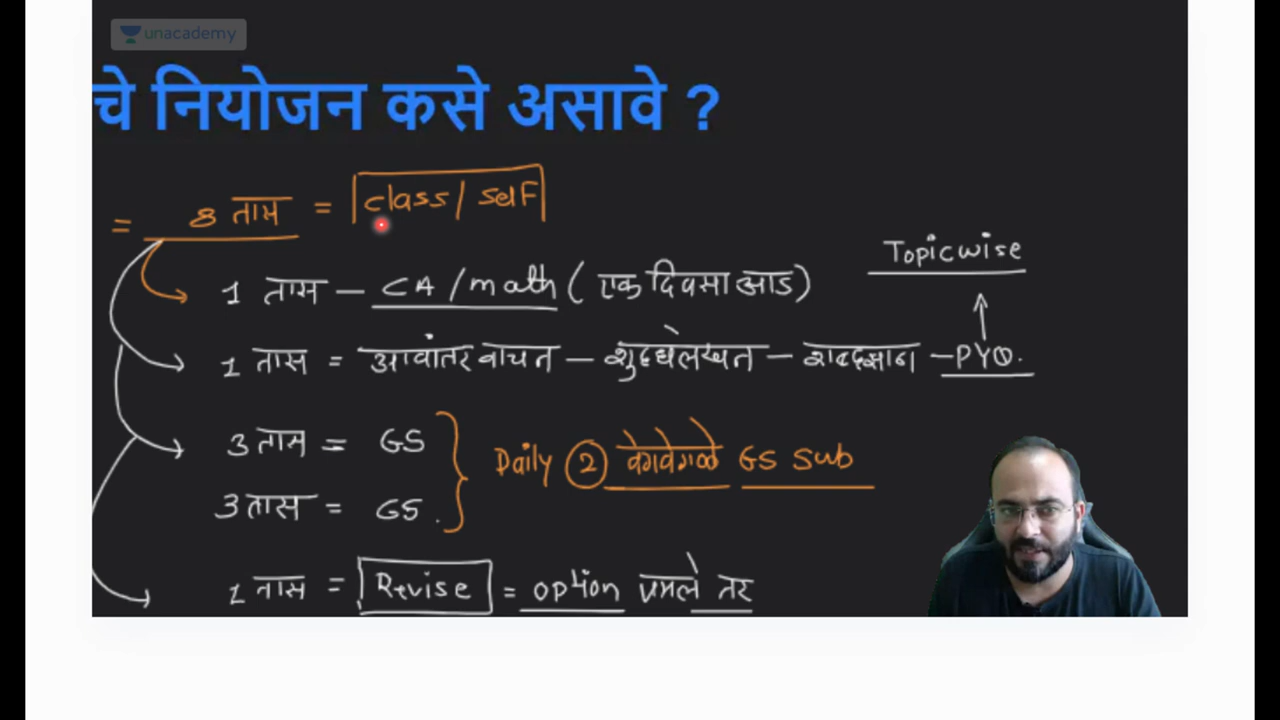 unacademy
चे नियोजन कसे असावे ?
= 8 तास = class / self
1 तास – CA / math ( एक दिवसा आड )
Topicwise
1 तास = आवांतर वाचन – शुद्धलेखन – शब्दज्ञान – PYQ.
3 तास = GS
3 तास = GS .
Daily 2 वेगवेगळे GS Sub
1 तास = Revise = option जमले तर